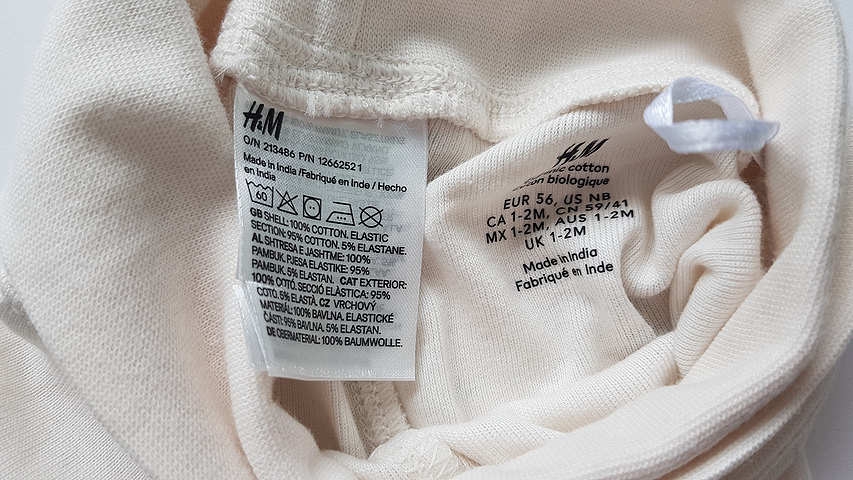 H&M
O/N 213486 P/N 12662521
Made in India /Fabriqué en Inde / Hecho
en India
60
GB SHELL: 100% COTTON. ELASTIC
SECTION: 95% COTTON. 5% ELASTANE.
AL SHTRESA E JASHTME: 100%
PAMBUK. PJESA ELASTIKE: 95%
PAMBUK. 5% ELASTAN. CAT EXTERIOR:
100% COTÓ. SECCIÓ ELÀSTICA: 95%
COTÓ. 5% ELASTÀ. CZ VRCHOVÝ
MATERIÁL: 100% BAVLNA. ELASTICKÉ
ČÁSTI: 95% BAVLNA. 5% ELASTAN.
DE OBERMATERIAL: 100% BAUMWOLLE.
H&M
cotton
biologique
EUR 56, US NB
CA 1-2M, CN 59/41
MX 1-2M, AUS 1-2M
UK 1-2M
Made in India
Fabriqué en Inde